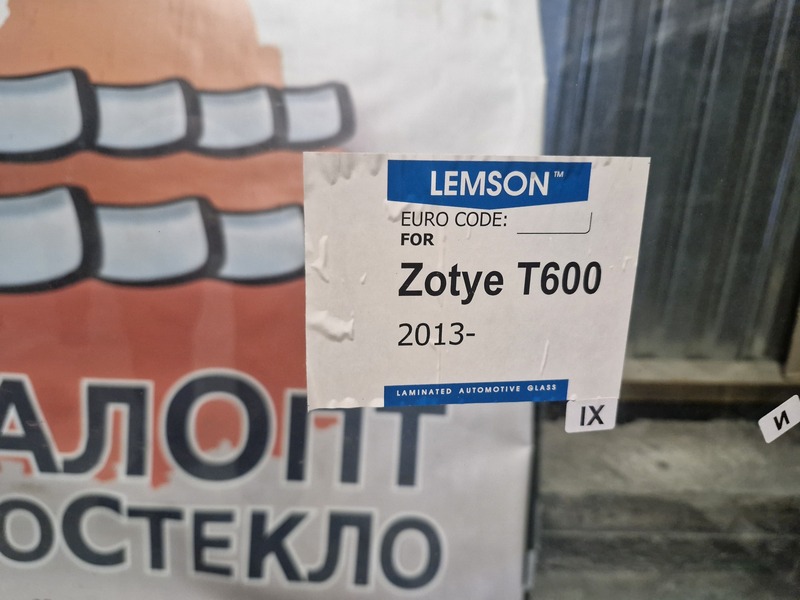 LEMSON™
EURO CODE:
FOR
Zotye T600
2013-
LAMINATED AUTOMOTIVE GLASS
IX
И
АЛОПТ
ОСТЕКЛО